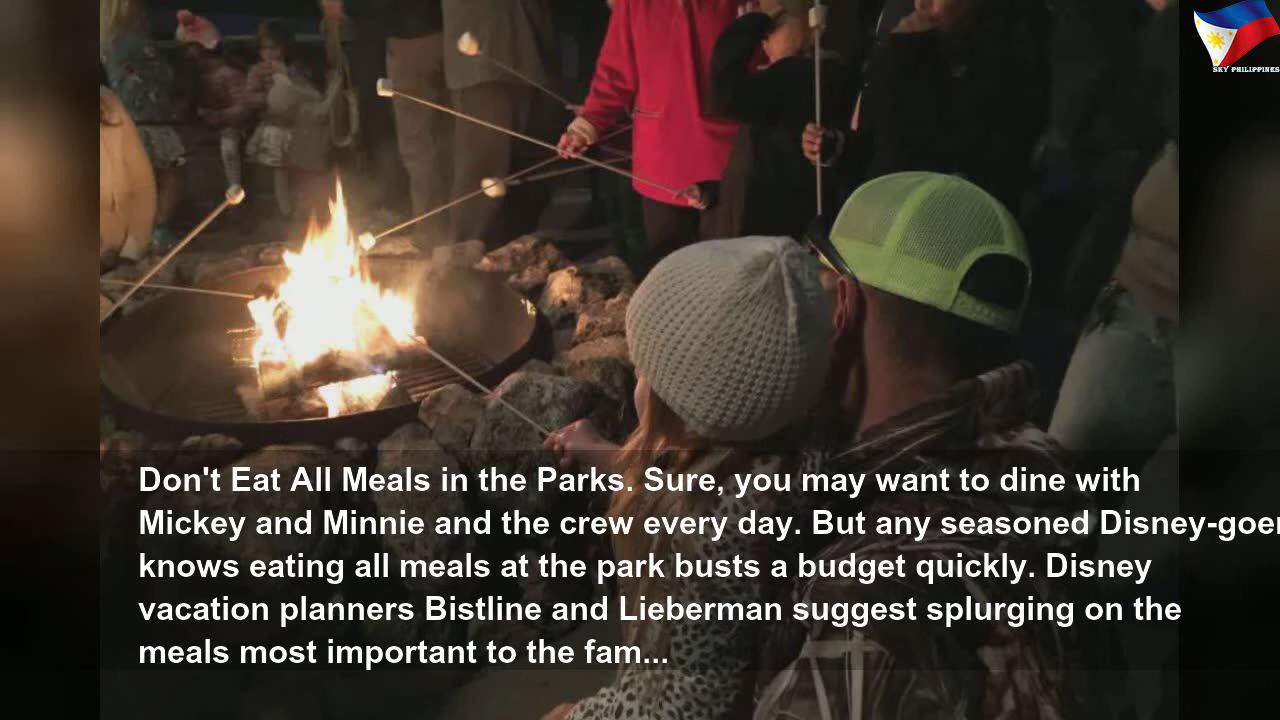 SKY PHILIPPINES
Don't Eat All Meals in the Parks. Sure, you may want to dine with
Mickey and Minnie and the crew every day. But any seasoned Disney-goer
knows eating all meals at the park busts a budget quickly. Disney
vacation planners Bistline and Lieberman suggest splurging on the
meals most important to the fam...